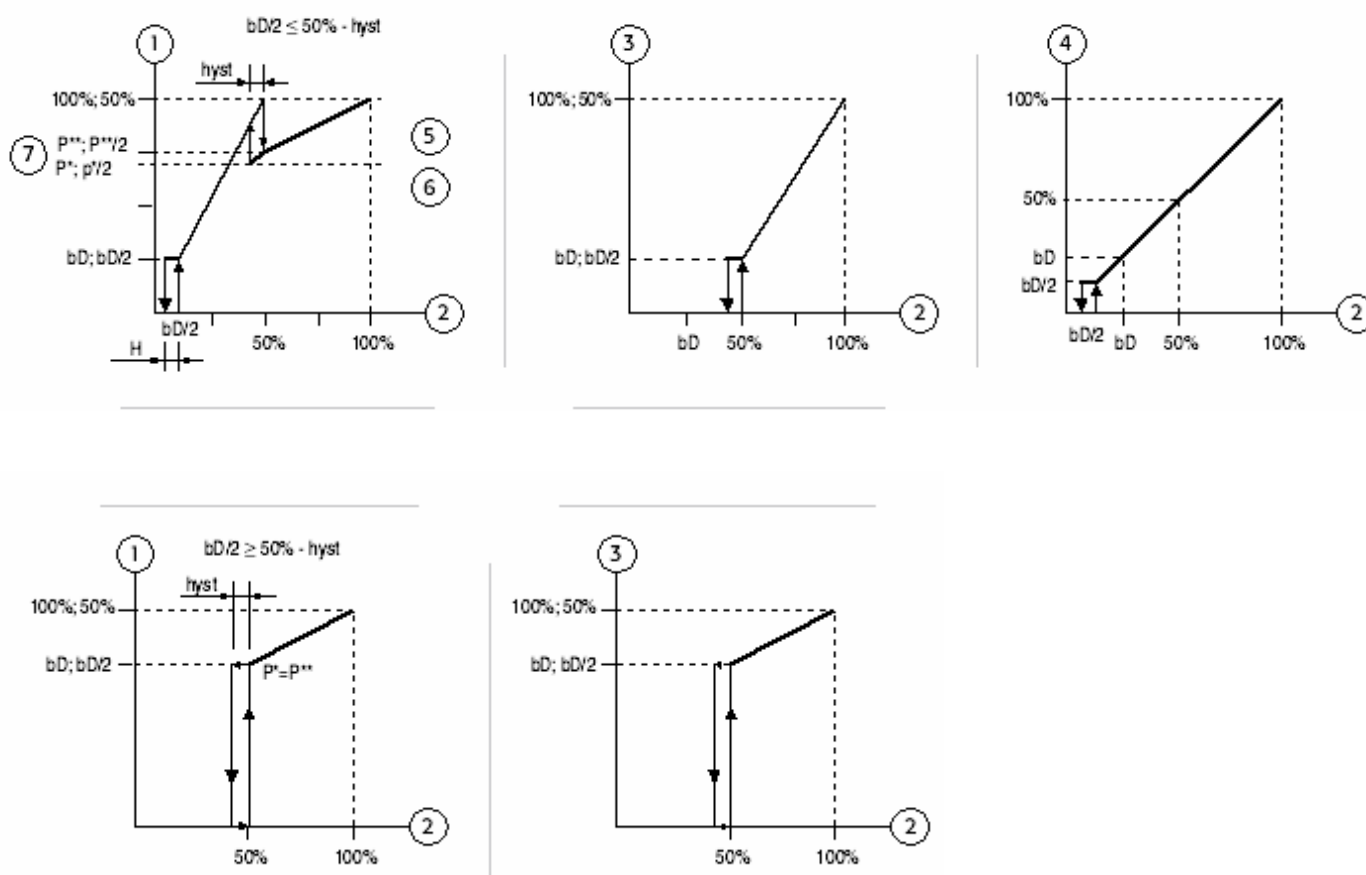 bD/2 ≤ 50% - hyst
1
3
4
hyst
100%; 50%
P**; P**/2
P*; p*/2
7
5
6
bD; bD/2
2
bD/2
50%
100%
H
100%; 50%
bD; bD/2
2
bD
50%
100%
100%
50%
bD
bD/2
2
bD/2
bD
50%
100%
bD/2 ≥ 50% - hyst
1
3
hyst
100%; 50%
bD; bD/2
P*=P**
2
50%
100%
100%; 50%
bD; bD/2
2
50%
100%